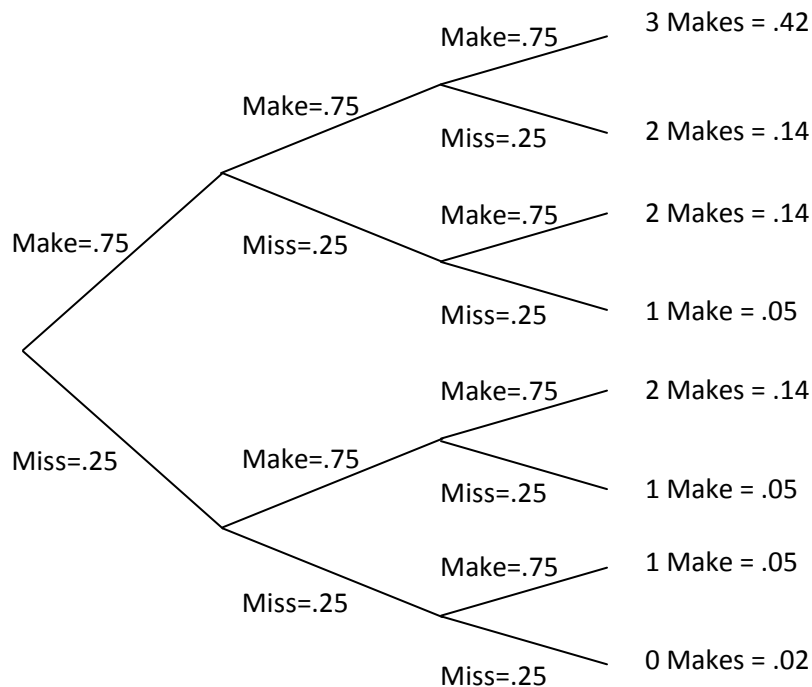 3 Makes = .42
Make=.75
Make=.75
Miss=.25
2 Makes = .14
Make=.75
2 Makes = .14
Make=.75
Miss=.25
Miss=.25
1 Make = .05
Make=.75
2 Makes = .14
Miss=.25
Make=.75
Miss=.25
1 Make = .05
Make=.75
1 Make = .05
Miss=.25
Miss=.25
0 Makes = .02